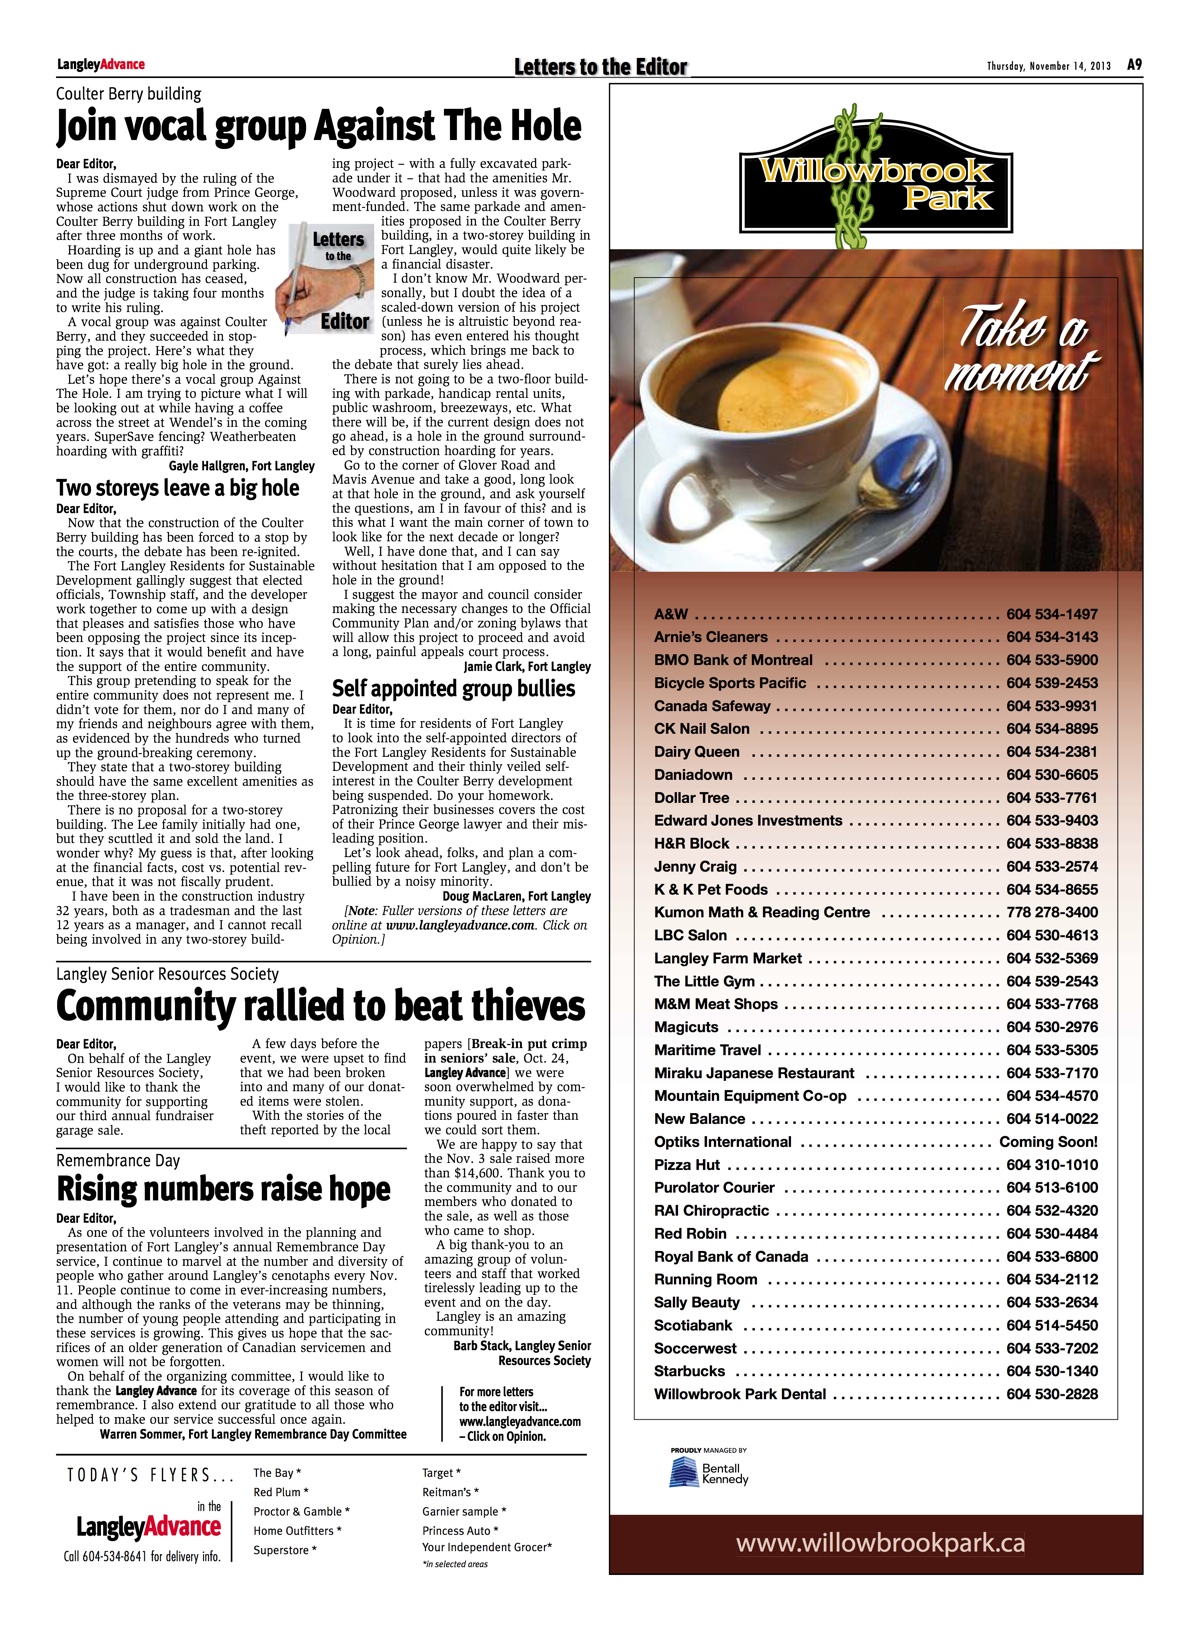 LangleyAdvance
Letters to the Editor
Thursday, November 14, 2013 A9
Coulter Berry building
Join vocal group Against The Hole
Dear Editor,
I was dismayed by the ruling of the
Supreme Court judge from Prince George,
whose actions shut down work on the
Coulter Berry building in Fort Langley
after three months of work.
Hoarding is up and a giant hole has
been dug for underground parking.
Now all construction has ceased,
and the judge is taking four months
to write his ruling.
A vocal group was against Coulter
Berry, and they succeeded in stop-
ping the project. Here's what they
have got: a really big hole in the ground.
Let's hope there's a vocal group Against
The Hole. I am trying to picture what I will
be looking out at while having a coffee
across the street at Wendel's in the coming
years. SuperSave fencing? Weatherbeaten
hoarding with graffiti?
Gayle Hallgren, Fort Langley
Two storeys leave a big hole
Dear Editor,
Now that the construction of the Coulter
Berry building has been forced to a stop by
the courts, the debate has been re-ignited.
The Fort Langley Residents for Sustainable
Development gallingly suggest that elected
officials, Township staff, and the developer
work together to come up with a design
that pleases and satisfies those who have
been opposing the project since its incep-
tion. It says that it would benefit and have
the support of the entire community.
This group pretending to speak for the
entire community does not represent me. I
didn't vote for them, nor do I and many of
my friends and neighbours agree with them,
as evidenced by the hundreds who turned
up the ground-breaking ceremony.
They state that a two-storey building
should have the same excellent amenities as
the three-storey plan.
There is no proposal for a two-storey
building. The Lee family initially had one,
but they scuttled it and sold the land. I
wonder why? My guess is that, after looking
at the financial facts, cost vs. potential rev-
enue, that it was not fiscally prudent.
I have been in the construction industry
32 years, both as a tradesman and the last
12 years as a manager, and I cannot recall
being involved in any two-storey build-
ing project – with a fully excavated park-
ade under it – that had the amenities Mr.
Woodward proposed, unless it was govern-
ment-funded. The same parkade and amen-
ities proposed in the Coulter Berry
building, in a two-storey building in
Fort Langley, would quite likely be
a financial disaster.
I don't know Mr. Woodward per-
sonally, but I doubt the idea of a
scaled-down version of his project
(unless he is altruistic beyond rea-
son) has even entered his thought
process, which brings me back to
the debate that surely lies ahead.
There is not going to be a two-floor build-
ing with parkade, handicap rental units,
public washroom, breezeways, etc. What
there will be, if the current design does not
go ahead, is a hole in the ground surround-
ed by construction hoarding for years.
Go to the corner of Glover Road and
Mavis Avenue and take a good, long look
at that hole in the ground, and ask yourself
the questions, am I in favour of this? and is
this what I want the main corner of town to
look like for the next decade or longer?
Well, I have done that, and I can say
without hesitation that I am opposed to the
hole in the ground!
I suggest the mayor and council consider
making the necessary changes to the Official
Community Plan and/or zoning bylaws that
will allow this project to proceed and avoid
a long, painful appeals court process.
Jamie Clark, Fort Langley
Letters
to the
Editor
Self appointed group bullies
Dear Editor,
It is time for residents of Fort Langley
to look into the self-appointed directors of
the Fort Langley Residents for Sustainable
Development and their thinly veiled self-
interest in the Coulter Berry development
being suspended. Do your homework.
Patronizing their businesses covers the cost
of their Prince George lawyer and their mis-
leading position.
Let's look ahead, folks, and plan a com-
pelling future for Fort Langley, and don't be
bullied by a noisy minority.
Doug MacLaren, Fort Langley
[Note: Fuller versions of these letters are
online at www.langleyadvance.com. Click on
Opinion.]
Langley Senior Resources Society
Community rallied to beat thieves
Dear Editor,
On behalf of the Langley
Senior Resources Society,
I would like to thank the
community for supporting
our third annual fundraiser
garage sale.
A few days before the
event, we were upset to find
that we had been broken
into and many of our donat-
ed items were stolen.
With the stories of the
theft reported by the local
papers [Break-in put crimp
in seniors' sale, Oct. 24,
Langley Advance] we were
soon overwhelmed by com-
munity support, as dona-
tions poured in faster than
we could sort them.
We are happy to say that
the Nov. 3 sale raised more
than $14,600. Thank you to
the community and to our
members who donated to
the sale, as well as those
who came to shop.
A big thank-you to an
amazing group of volun-
teers and staff that worked
tirelessly leading up to the
event and on the day.
Langley is an amazing
community!
Barb Stack, Langley Senior
Resources Society
Remembrance Day
Rising numbers raise hope
Dear Editor,
As one of the volunteers involved in the planning and
presentation of Fort Langley's annual Remembrance Day
service, I continue to marvel at the number and diversity of
people who gather around Langley's cenotaphs every Nov.
11. People continue to come in ever-increasing numbers,
and although the ranks of the veterans may be thinning,
the number of young people attending and participating in
these services is growing. This gives us hope that the sac-
rifices of an older generation of Canadian servicemen and
women will not be forgotten.
On behalf of the organizing committee, I would like to
thank the Langley Advance for its coverage of this season of
remembrance. I also extend our gratitude to all those who
helped to make our service successful once again.
Warren Sommer, Fort Langley Remembrance Day Committee
For more letters
to the editor visit...
www.langleyadvance.com
– Click on Opinion.
TODAY'S FLYERS...
in the
LangleyAdvance
Call 604-534-8641 for delivery info.
The Bay *
Red Plum *
Proctor & Gamble *
Home Outfitters *
Superstore *
Target *
Reitman's *
Garnier sample *
Princess Auto *
Your Independent Grocer*
*in selected areas
Willowbrook
Park
Take a
moment
A&W . . . . . 604 534-1497
Arnie's Cleaners . . . . . 604 534-3143
BMO Bank of Montreal . . . . . 604 533-5900
Bicycle Sports Pacific . . . . . 604 539-2453
Canada Safeway . . . . . 604 533-9931
CK Nail Salon . . . . . 604 534-8895
Dairy Queen . . . . . 604 534-2381
Daniadown . . . . . 604 530-6605
Dollar Tree . . . . . 604 533-7761
Edward Jones Investments . . . . . 604 533-9403
H&R Block . . . . . 604 533-8838
Jenny Craig . . . . . 604 533-2574
K & K Pet Foods . . . . . 604 534-8655
Kumon Math & Reading Centre . . . . . 778 278-3400
LBC Salon . . . . . 604 530-4613
Langley Farm Market . . . . . 604 532-5369
The Little Gym . . . . . 604 539-2543
M&M Meat Shops . . . . . 604 533-7768
Magicuts . . . . . 604 530-2976
Maritime Travel . . . . . 604 533-5305
Miraku Japanese Restaurant . . . . . 604 533-7170
Mountain Equipment Co-op . . . . . 604 534-4570
New Balance . . . . . 604 514-0022
Optiks International . . . . . Coming Soon!
Pizza Hut . . . . . 604 310-1010
Purolator Courier . . . . . 604 513-6100
RAI Chiropractic . . . . . 604 532-4320
Red Robin . . . . . 604 530-4484
Royal Bank of Canada . . . . . 604 533-6800
Running Room . . . . . 604 534-2112
Sally Beauty . . . . . 604 533-2634
Scotiabank . . . . . 604 514-5450
Soccerwest . . . . . 604 533-7202
Starbucks . . . . . 604 530-1340
Willowbrook Park Dental . . . . . 604 530-2828
PROUDLY MANAGED BY
Bentall
Kennedy
www.willowbrookpark.ca